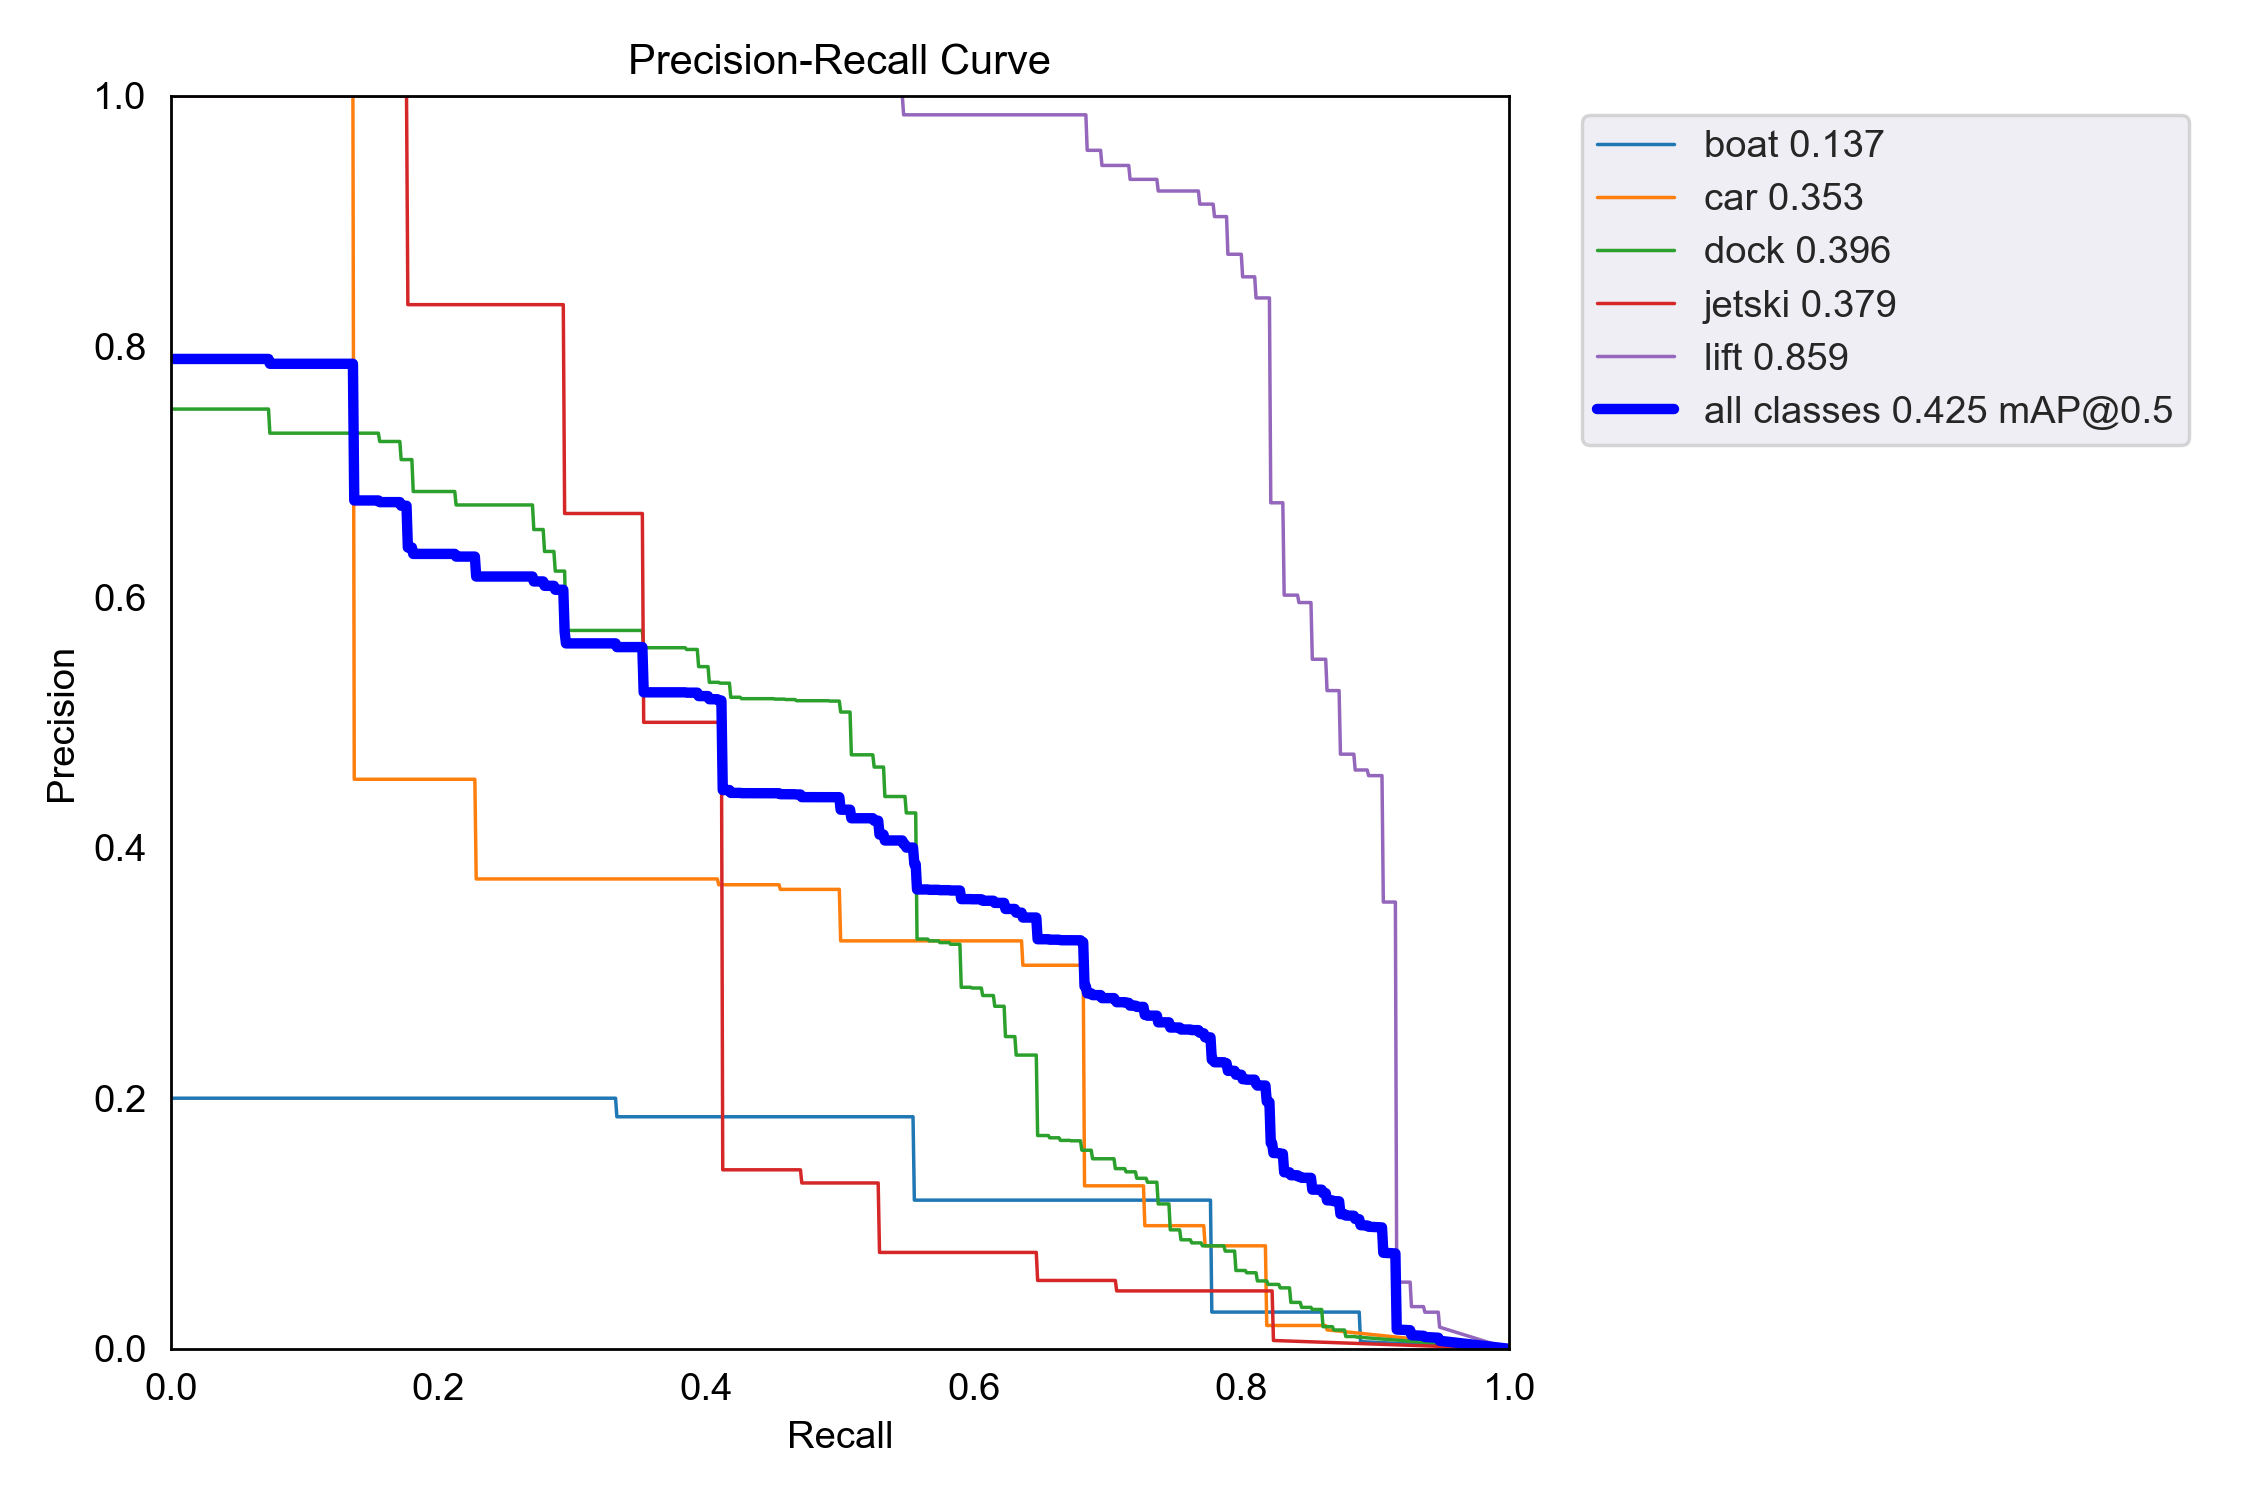 Precision-Recall Curve
1.0
0.8
0.6
0.4
0.2
0.0
Precision
0.0 0.2 0.4 0.6 0.8 1.0
Recall
boat 0.137
car 0.353
dock 0.396
jetski 0.379
lift 0.859
all classes 0.425 mAP@0.5